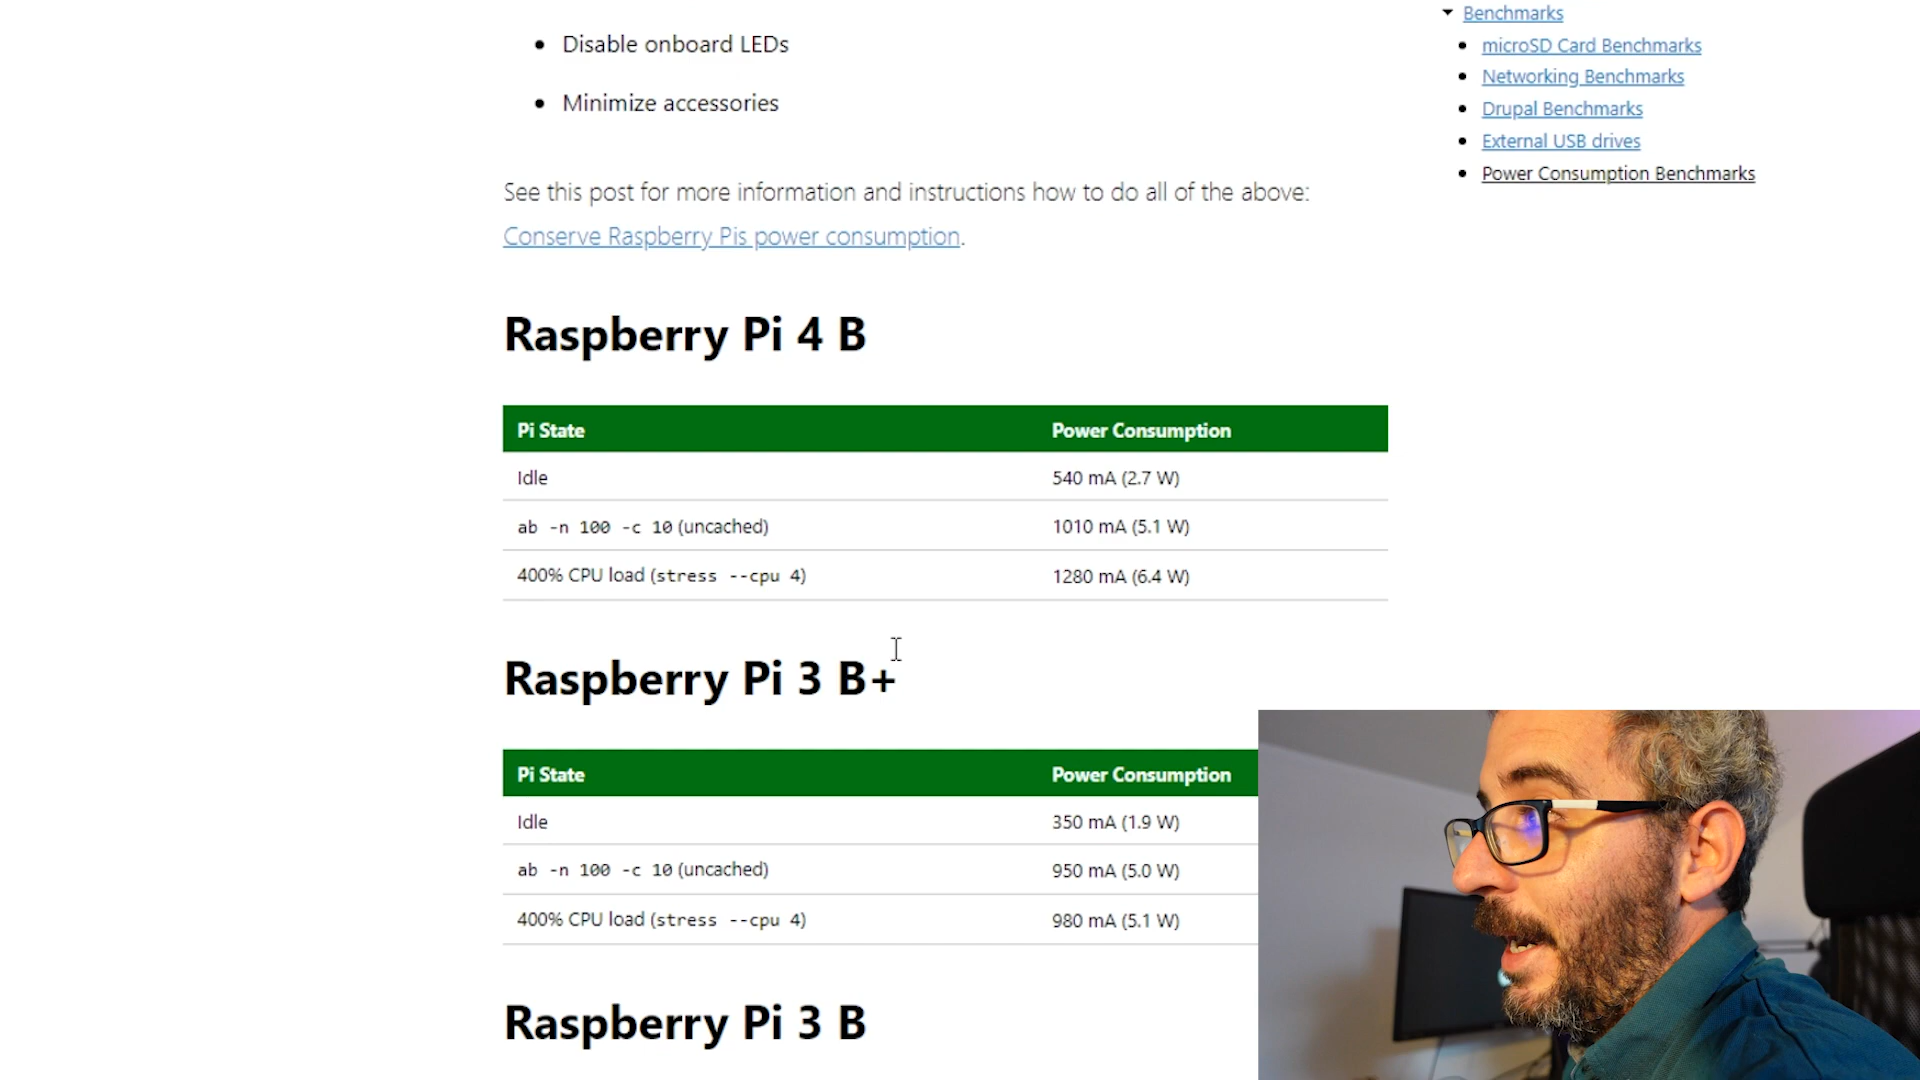 Disable onboard LEDs
Minimize accessories
See this post for more information and instructions how to do all of the above:
Conserve Raspberry Pis power consumption.
Raspberry Pi 4 B
Pi State Power Consumption
Idle 540 mA (2.7 W)
ab -n 100 -c 10 (uncached) 1010 mA (5.1 W)
400% CPU load (stress --cpu 4) 1280 mA (6.4 W)
Raspberry Pi 3 B+
Pi State Power Consumption
Idle 350 mA (1.9 W)
ab -n 100 -c 10 (uncached) 950 mA (5.0 W)
400% CPU load (stress --cpu 4) 980 mA (5.1 W)
Raspberry Pi 3 B
Benchmarks
microSD Card Benchmarks
Networking Benchmarks
Drupal Benchmarks
External USB drives
Power Consumption Benchmarks